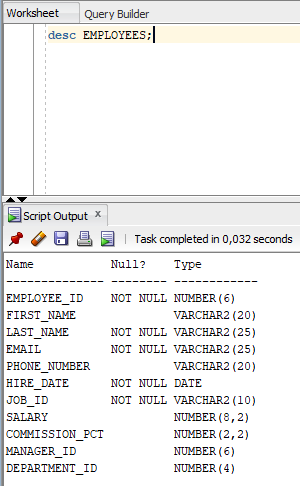 Worksheet Query Builder
desc EMPLOYEES;
Script Output x
Task completed in 0,032 seconds
Name Null? Type
-------------- -------- ------------
EMPLOYEE_ID NOT NULL NUMBER(6)
FIRST_NAME VARCHAR2(20)
LAST_NAME NOT NULL VARCHAR2(25)
EMAIL NOT NULL VARCHAR2(25)
PHONE_NUMBER VARCHAR2(20)
HIRE_DATE NOT NULL DATE
JOB_ID NOT NULL VARCHAR2(10)
SALARY NUMBER(8,2)
COMMISSION_PCT NUMBER(2,2)
MANAGER_ID NUMBER(6)
DEPARTMENT_ID NUMBER(4)